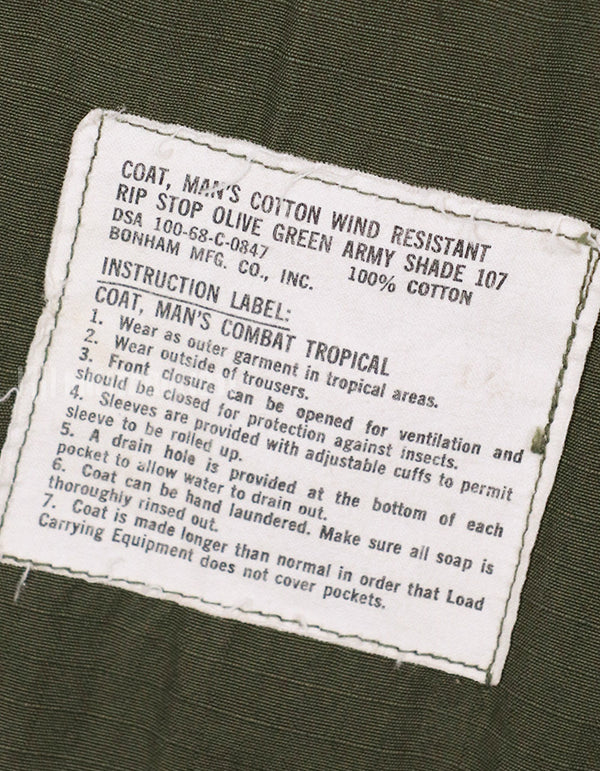 COAT, MAN'S COTTON WIND RESISTANT
RIP STOP OLIVE GREEN ARMY SHADE 107
DSA 100-68-C-0847 100% COTTON
BONHAM MFG. CO., INC.
INSTRUCTION LABEL:
COAT, MAN'S COMBAT TROPICAL
1. Wear as outer garment in tropical areas.
2. Wear outside of trousers.
3. Front closure can be opened for ventilation and
should be closed for protection against insects.
4. Sleeves are provided with adjustable cuffs to permit
sleeve to be rolled up.
5. A drain hole is provided at the bottom of each
pocket to allow water to drain out.
6. Coat can be hand laundered. Make sure all soap is
thoroughly rinsed out.
7. Coat is made longer than normal in order that Load
Carrying Equipment does not cover pockets.